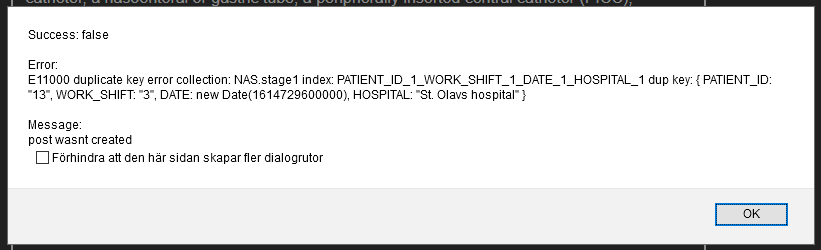 catheter, a nasoenteral or gastric tube, a peripherally inserted central catheter (PICC),
Success: false
Error:
E11000 duplicate key error collection: NAS.stage1 index: PATIENT_ID_1_WORK_SHIFT_1_DATE_1_HOSPITAL_1 dup key: { PATIENT_ID:
"13", WORK_SHIFT: "3", DATE: new Date(1614729600000), HOSPITAL: "St. Olavs hospital" }
Message:
post wasnt created
Förhindra att den här sidan skapar fler dialogrutor
OK